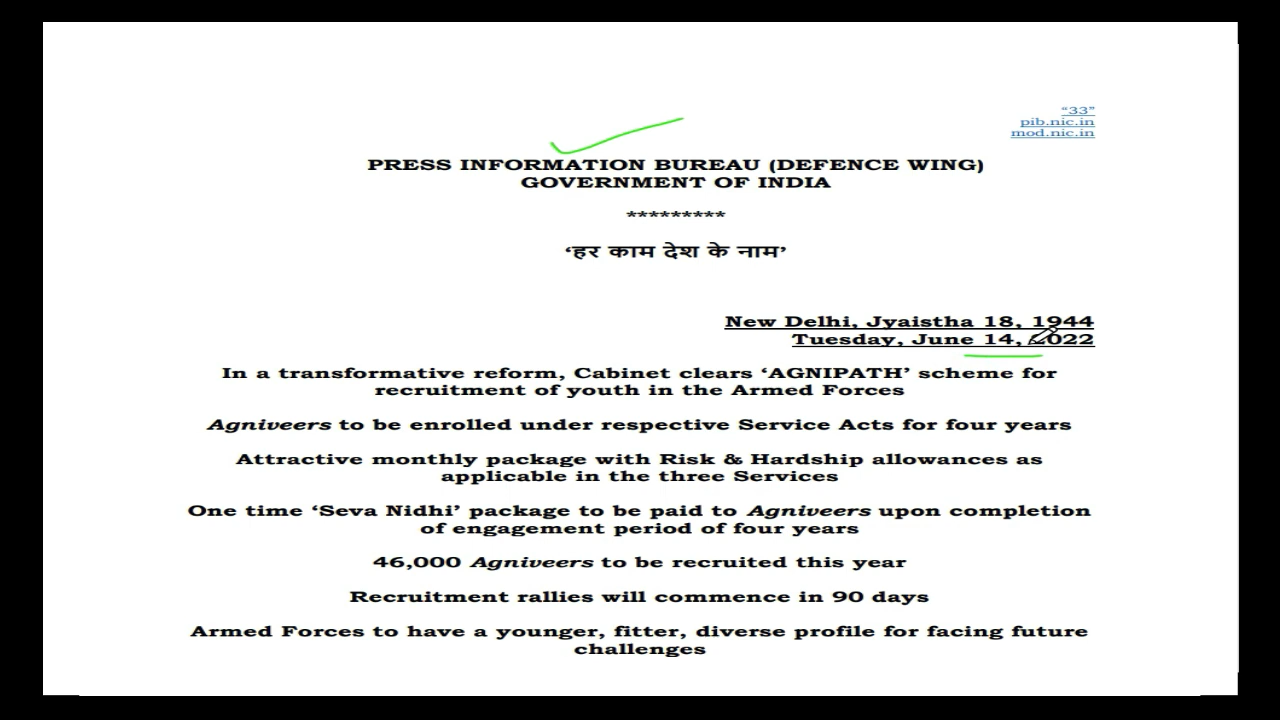 “33”
pib.nic.in
mod.nic.in
PRESS INFORMATION BUREAU (DEFENCE WING)
GOVERNMENT OF INDIA
*********
‘हर काम देश के नाम’
New Delhi, Jyaistha 18, 1944
Tuesday, June 14, 2022
In a transformative reform, Cabinet clears ‘AGNIPATH’ scheme for
recruitment of youth in the Armed Forces
Agniveers to be enrolled under respective Service Acts for four years
Attractive monthly package with Risk & Hardship allowances as
applicable in the three Services
One time ‘Seva Nidhi’ package to be paid to Agniveers upon completion
of engagement period of four years
46,000 Agniveers to be recruited this year
Recruitment rallies will commence in 90 days
Armed Forces to have a younger, fitter, diverse profile for facing future
challenges